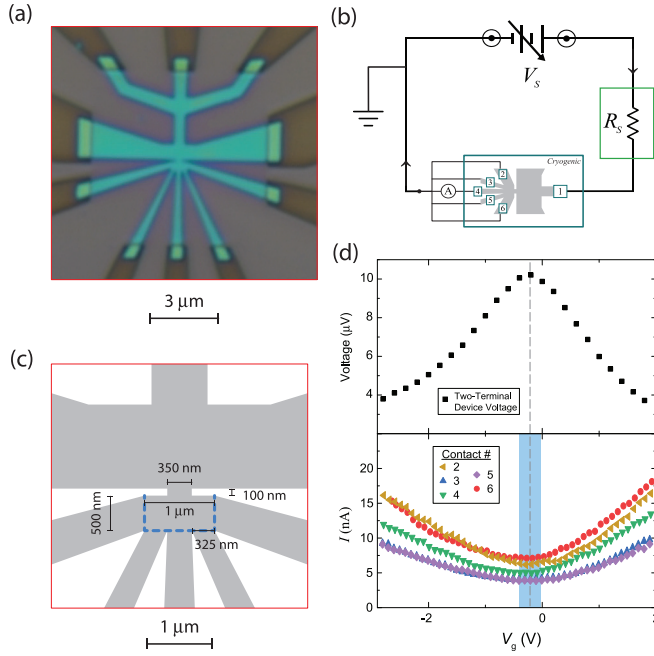 (a)
3 μm
(b)
V_S
R_S
Cryogenic
A
1
2
3
4
5
6
(c)
350 nm
500 nm
100 nm
1 μm
325 nm
1 μm
(d)
Voltage (μV)
10
8
6
4
Two-Terminal
Device Voltage
I (nA)
25
20
15
10
5
0
Contact #
2
3
4
5
6
-2
0
2
V_g (V)